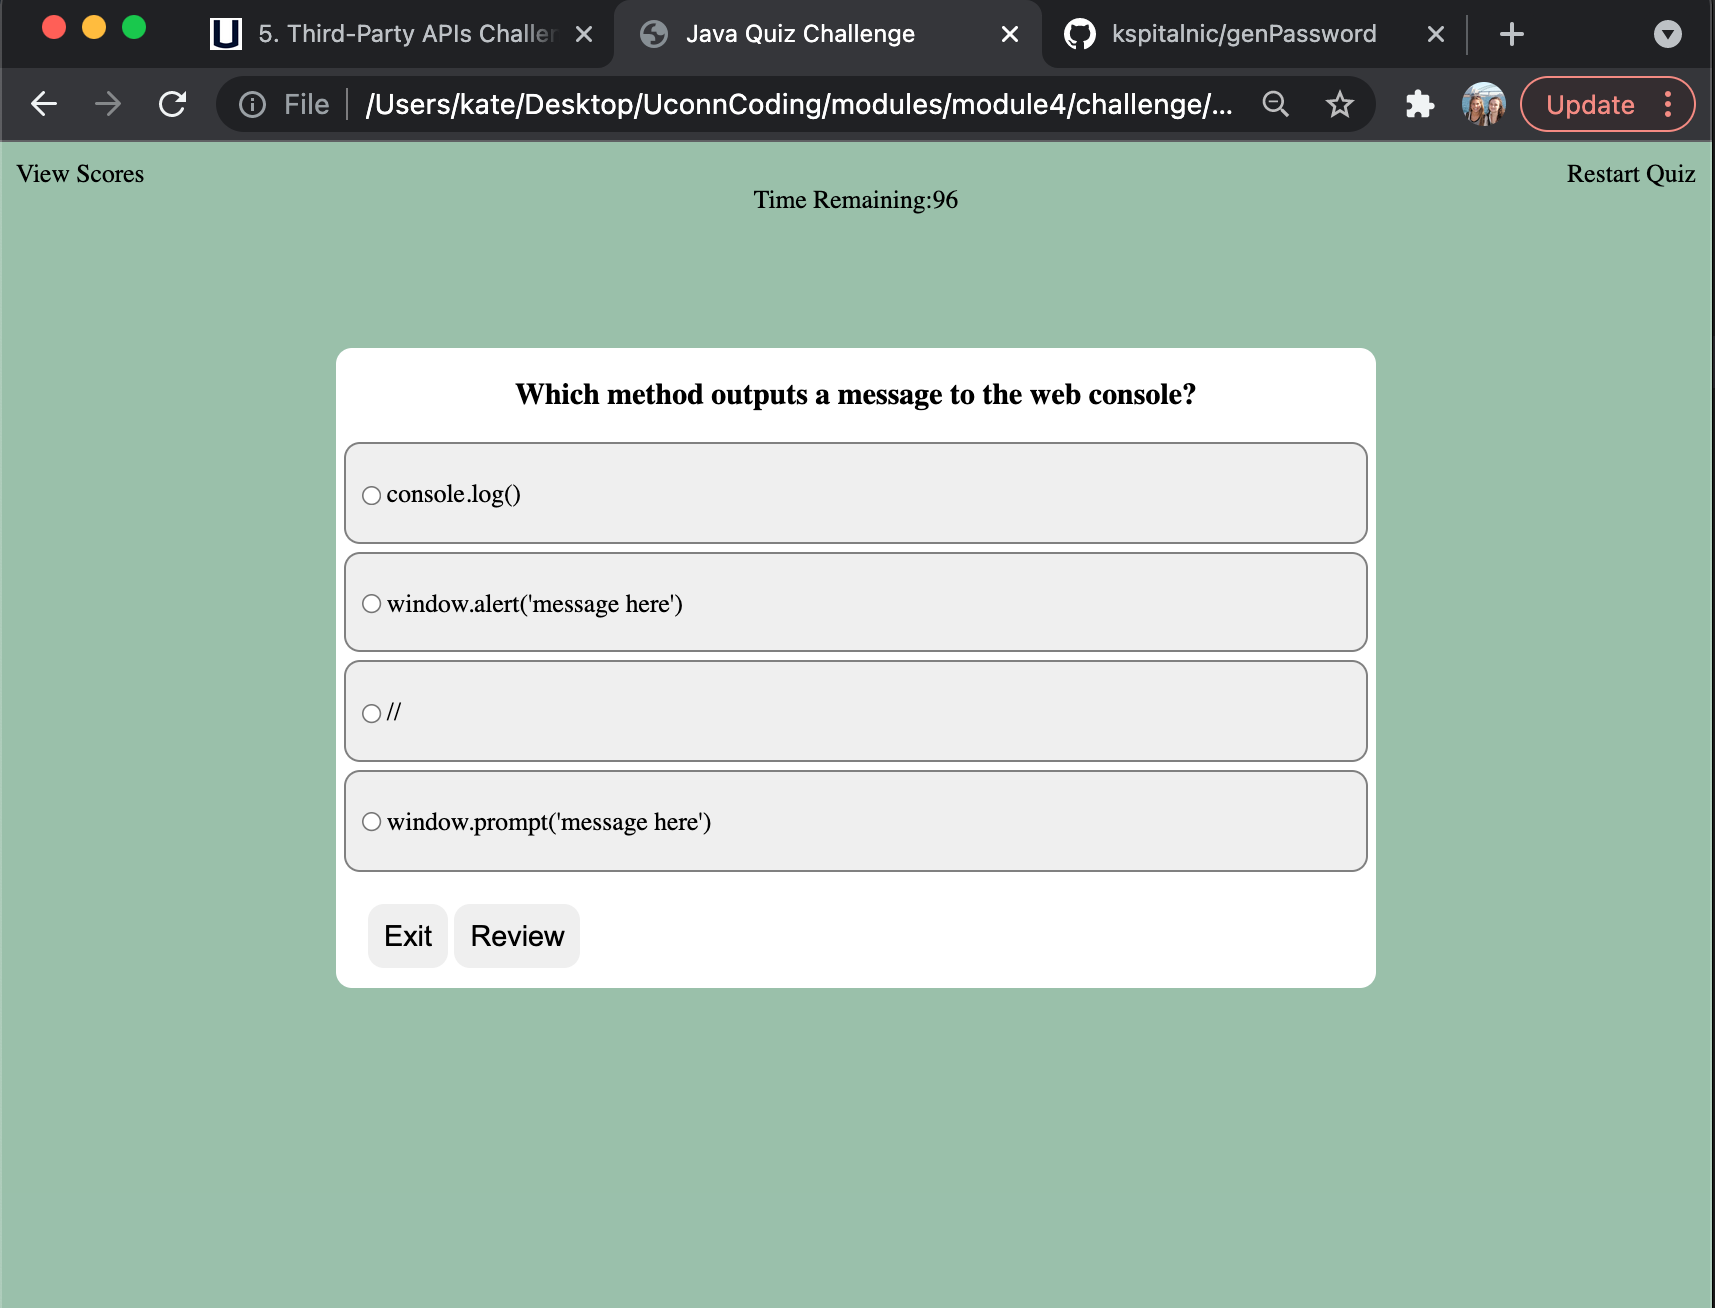 5. Third-Party APIs Challen
Java Quiz Challenge
kspitalnic/genPassword
File
/Users/kate/Desktop/UconnCoding/modules/module4/challenge/...
Update
View Scores
Restart Quiz
Time Remaining:96
Which method outputs a message to the web console?
console.log()
window.alert('message here')
//
window.prompt('message here')
Exit
Review